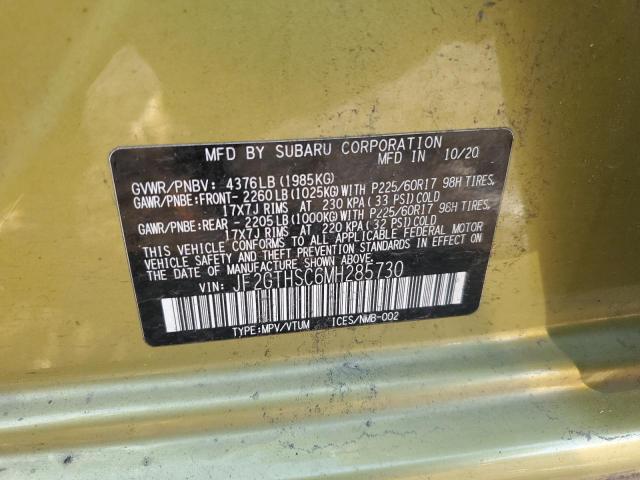 MFD BY SUBARU CORPORATION
MFD IN 10/20
GVWR/PNBV: 4376LB (1985KG)
GAWR/PNBE:FRONT- 2260LB(1025KG)WITH P225/60R17 98H TIRES,
17X7J RIMS AT 230 KPA ( 33 PSI)COLD
GAWR/PNBE:REAR -2205LB(1000KG)WITH P225/60R17 98H TIRES,
17X7J RIMS AT 220 KPA ( 32 PSI)COLD
THIS VEHICLE CONFORMS TO ALL APPLICABLE FEDERAL MOTOR
VEHICLE SAFETY AND THEFT PREVENTION STANDARDS IN EFFECT
ON THE DATE OF MANUFACTURE SHOWN ABOVE.
VIN: JF2GTHSC6MH285730
TYPE:MPV/VTUM ICES/NMB-002